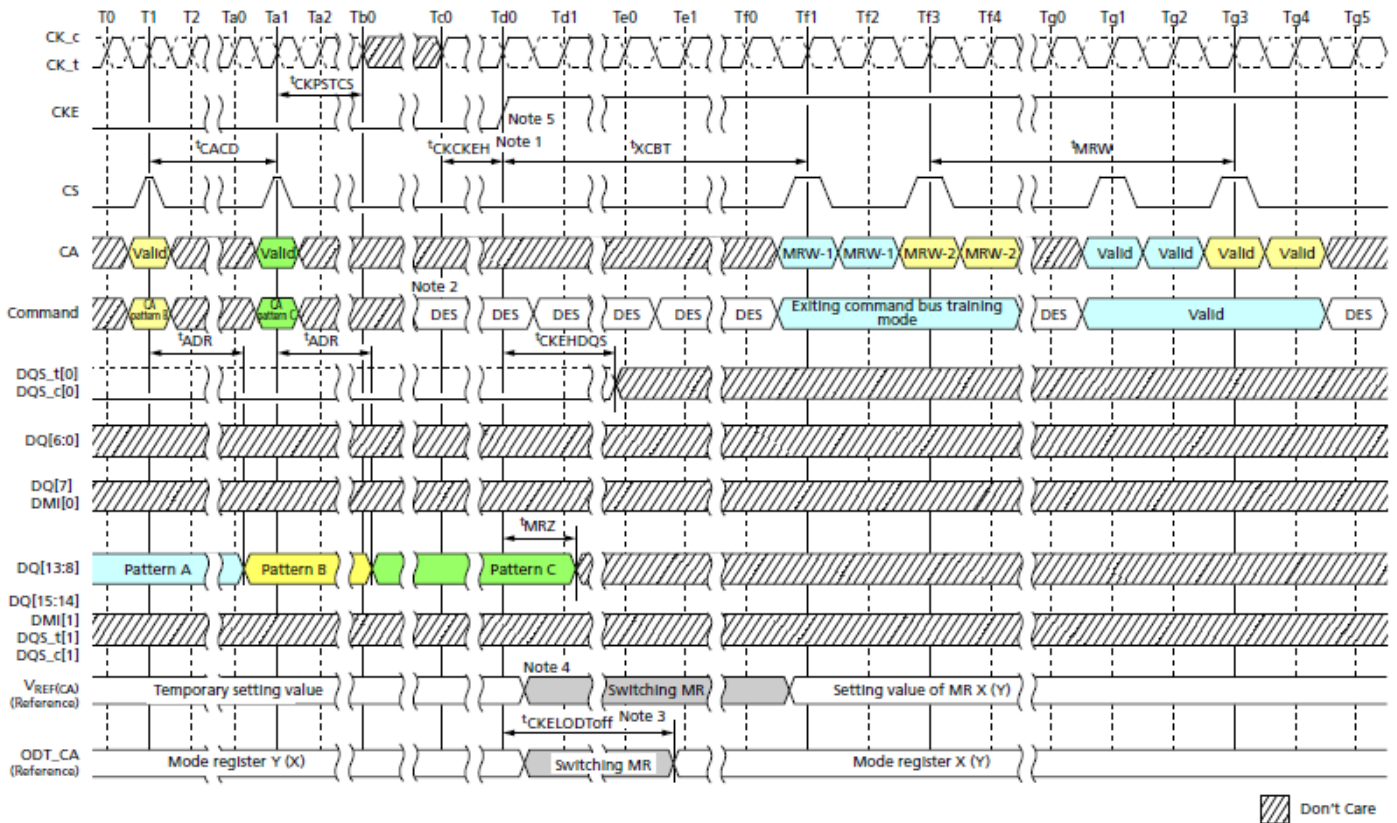 T0 T1 T2 Ta0 Ta1 Ta2 Tb0 Tc0 Td0 Td1 Te0 Te1 Tf0 Tf1 Tf2 Tf3 Tf4 Tg0 Tg1 Tg2 Tg3 Tg4 Tg5
CK_c
CK_t
tCKPSTCS
CKE
Note 5
tCACD
tCKCKEH
Note 1
tXCBT
tMRW
CS
CA
Valid Valid MRW-1 MRW-1 MRW-2 MRW-2 Valid Valid Valid Valid
Note 2
Command
CA pattern B CA pattern C DES DES DES DES DES DES Exiting command bus training mode DES Valid DES
tADR tADR tCKEHDQS
DQS_t[0]
DQS_c[0]
DQ[6:0]
DQ[7]
DMI[0]
tMRZ
DQ[13:8]
Pattern A Pattern B Pattern C
DQ[15:14]
DMI[1]
DQS_t[1]
DQS_c[1]
Note 4
VREF(CA)
(Reference)
Temporary setting value Switching MR Setting value of MR X (Y)
tCKELODToff
Note 3
ODT_CA
(Reference)
Mode register Y (X) Switching MR Mode register X (Y)
Don't Care